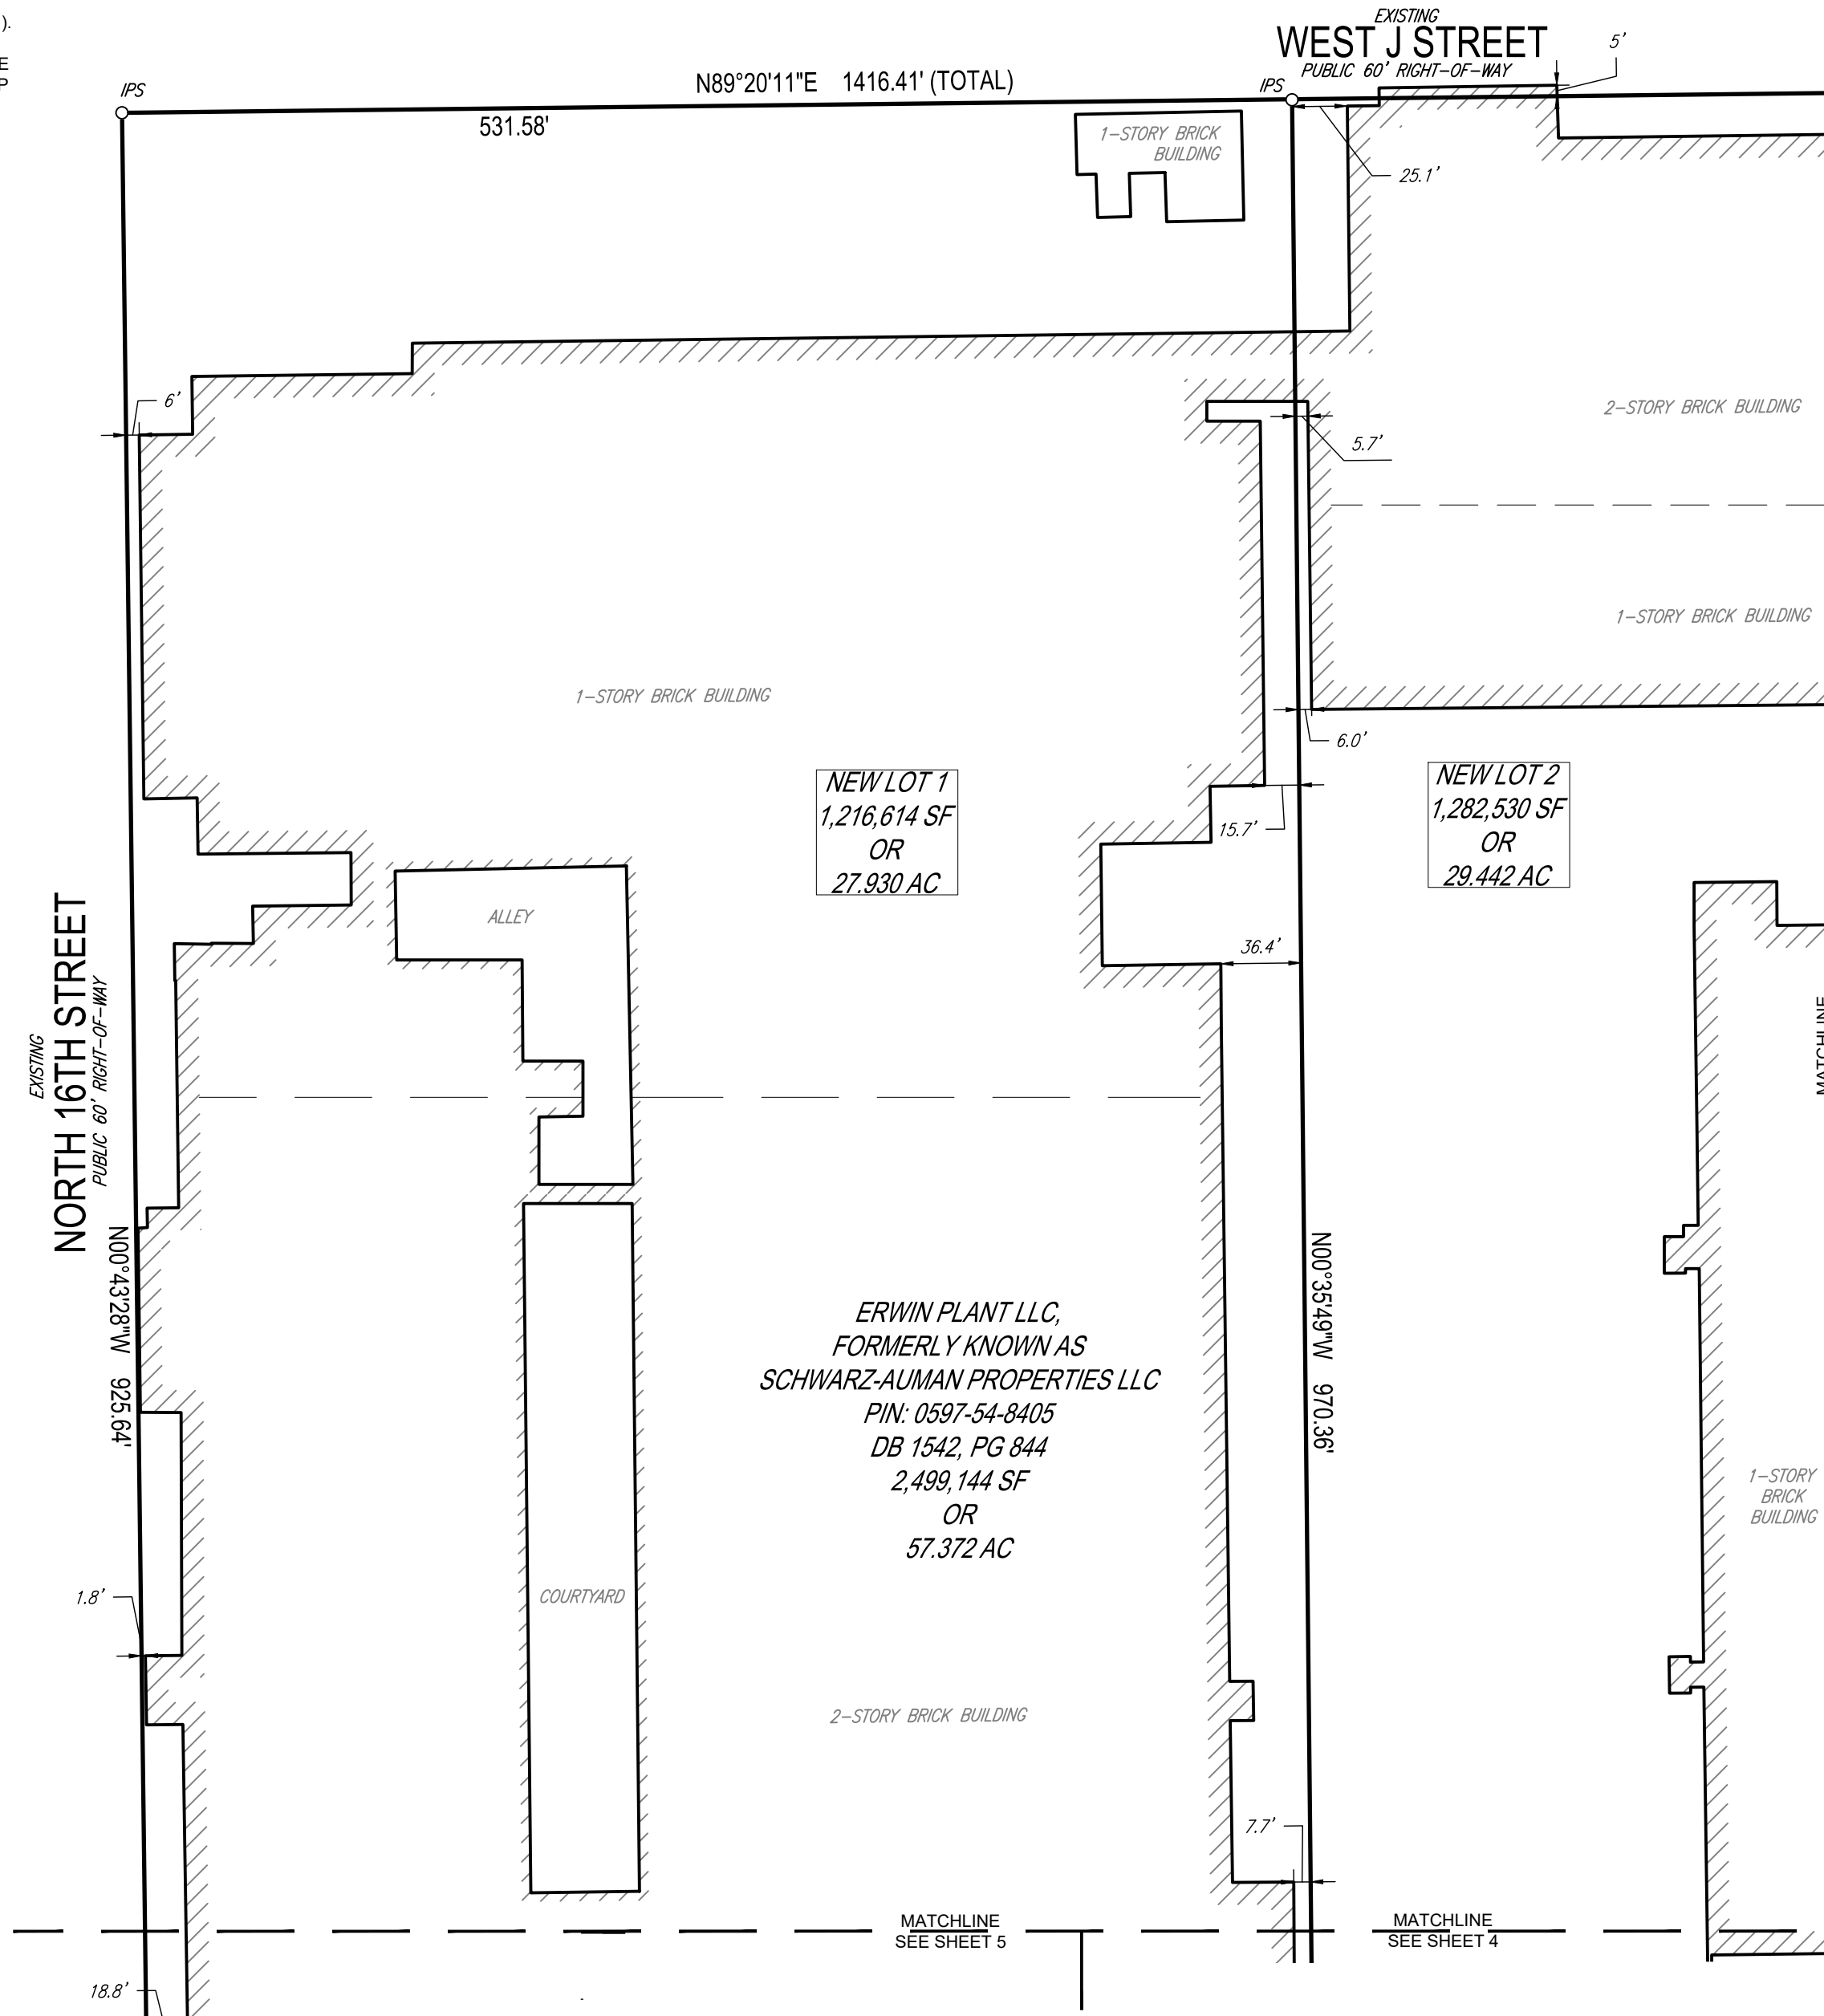 ).
E
P
EXISTING
WEST J STREET
PUBLIC 60' RIGHT-OF-WAY
5'
IPS
N89°20'11"E 1416.41' (TOTAL)
IPS
531.58'
1-STORY BRICK
BUILDING
25.1'
6'
2-STORY BRICK BUILDING
5.7'
1-STORY BRICK BUILDING
1-STORY BRICK BUILDING
6.0'
NEW LOT 1
1,216,614 SF
OR
27.930 AC
NEW LOT 2
1,282,530 SF
OR
29.442 AC
15.7'
ALLEY
36.4'
EXISTING
NORTH 16TH STREET
PUBLIC 60' RIGHT-OF-WAY
MATCHLINE
N00°43'28"W 925.64'
N00°35'49"W 970.36'
ERWIN PLANT LLC,
FORMERLY KNOWN AS
SCHWARZ-AUMAN PROPERTIES LLC
PIN: 0597-54-8405
DB 1542, PG 844
2,499,144 SF
OR
57.372 AC
1-STORY
BRICK
BUILDING
1.8'
COURTYARD
2-STORY BRICK BUILDING
7.7'
MATCHLINE
SEE SHEET 5
MATCHLINE
SEE SHEET 4
18.8'